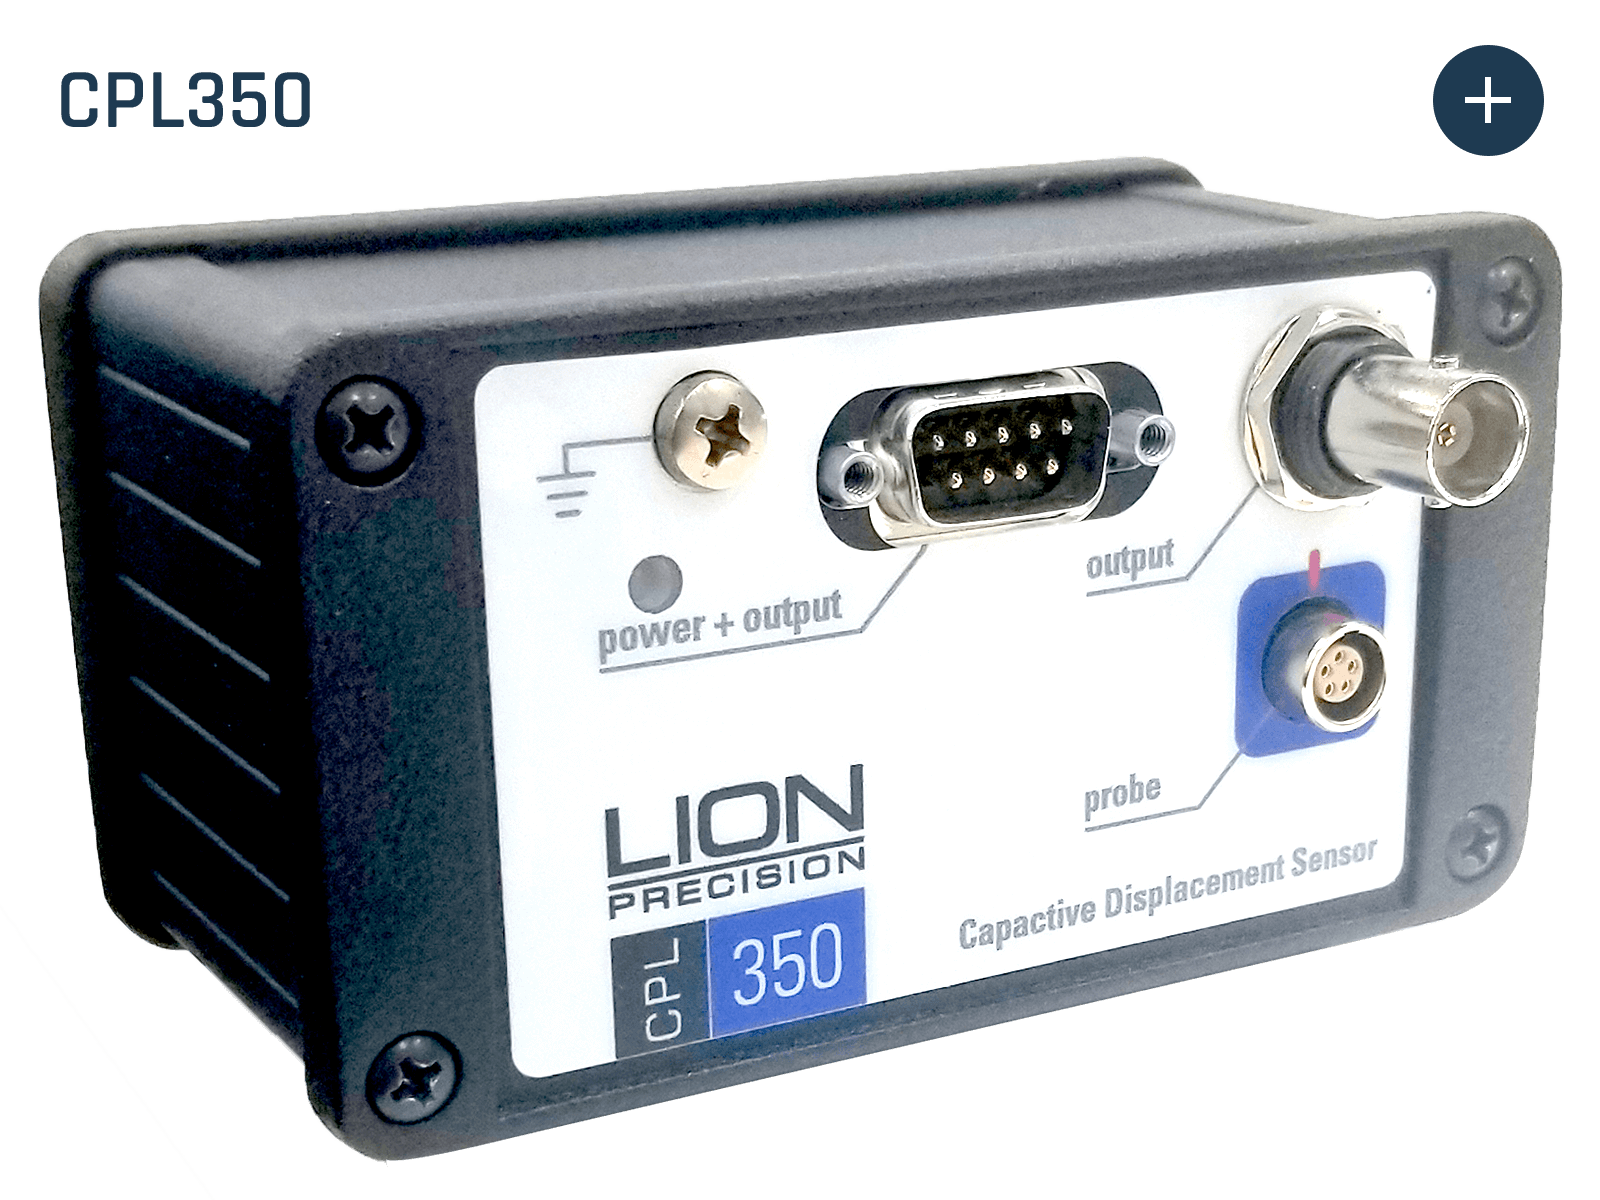 CPL350
power + output
output
probe
LION
PRECISION
CPL
350
Capactive Displacement Sensor